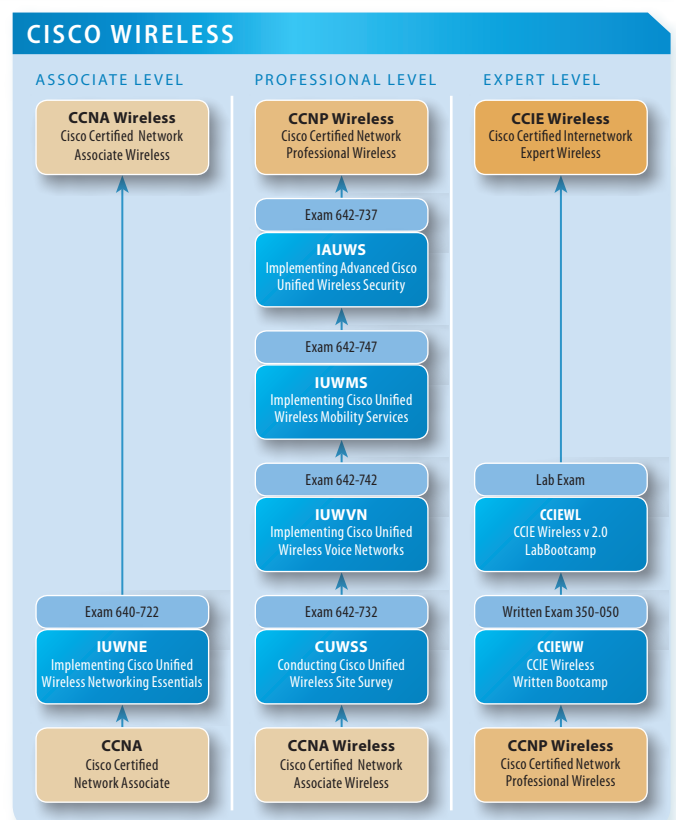 CISCO WIRELESS
ASSOCIATE LEVEL
CCNA Wireless
Cisco Certified Network
Associate Wireless
Exam 640-722
IUWNE
Implementing Cisco Unified
Wireless Networking Essentials
CCNA
Cisco Certified
Network Associate
PROFESSIONAL LEVEL
CCNP Wireless
Cisco Certified Network
Professional Wireless
Exam 642-737
IAUWS
Implementing Advanced Cisco
Unified Wireless Security
Exam 642-747
IUWMS
Implementing Cisco Unified
Wireless Mobility Services
Exam 642-742
IUWVN
Implementing Cisco Unified
Wireless Voice Networks
Exam 642-732
CUWSS
Conducting Cisco Unified
Wireless Site Survey
CCNA Wireless
Cisco Certified Network
Associate Wireless
EXPERT LEVEL
CCIE Wireless
Cisco Certified Internetwork
Expert Wireless
Lab Exam
CCIEWL
CCIE Wireless v 2.0
LabBootcamp
Written Exam 350-050
CCIEWW
CCIE Wireless
Written Bootcamp
CCNP Wireless
Cisco Certified Network
Professional Wireless